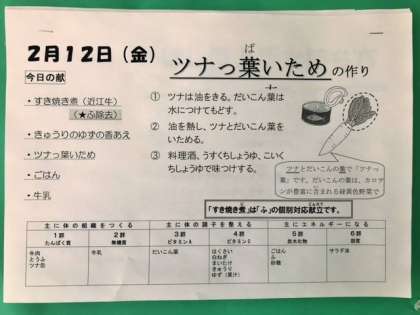 2月12日（金）
ツナっ葉いための作り
ば
今日の献
・すき焼き煮（近江牛）
（★ふ除去）
・きゅうりのゆずの香あえ
・ツナっ葉いため
・ごはん
・牛乳
① ツナは油をきる。だいこん葉は
水につけてもどす。
② 油を熱し、ツナとだいこん葉を
いためる。
③ 料理酒、うすくちしょうゆ、こいく
ちしょうゆで味つけする。
ツナとだいこんの葉で「ツナっ
葉」です。だいこんの葉は、カロテ
ンが豊富に含まれる緑黄色野菜で
「すき焼き煮」は「ふ」の個別対応献立です。
主に体の組織をつくる 主に体の調子を整える 主にエネルギーになる
1群 2群 3群 4群 5群 6群
たんぱく質 無機質 ビタミンA ビタミンC 炭水化物 脂質
牛肉 牛乳 だいこん葉 はくさい ごはん サラダ油
とうふ 白ねぎ ふ
ツナ缶 まいたけ 砂糖
きゅうり
ゆず（果汁）